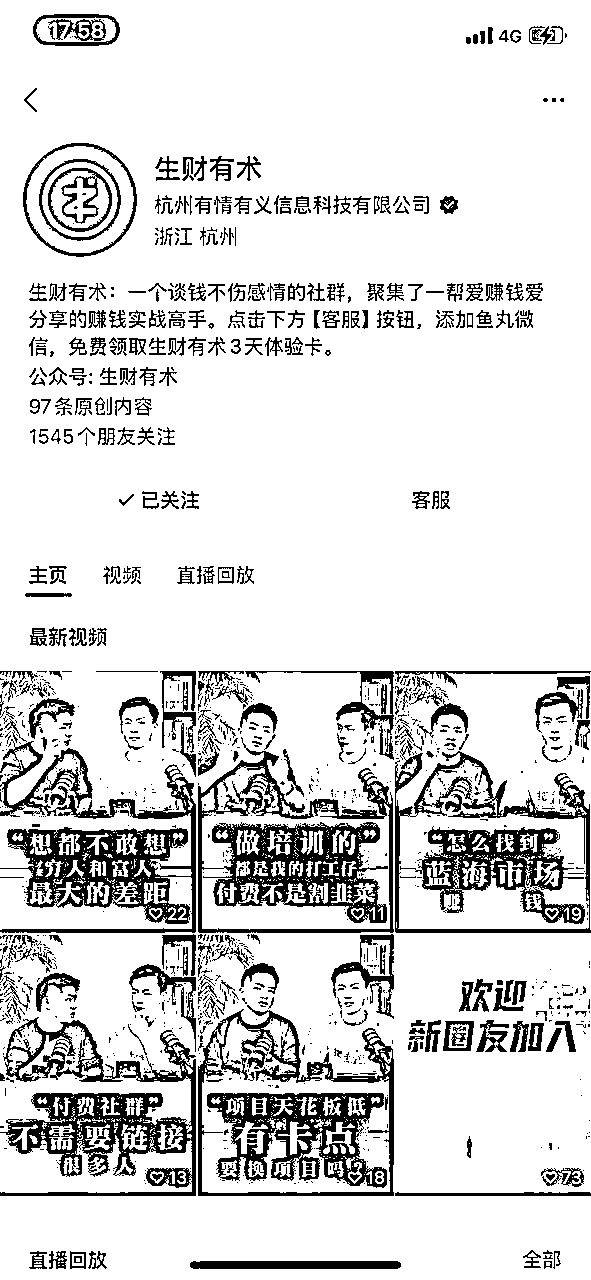 17:58
4G
生财有术
杭州有情有义信息科技有限公司
浙江 杭州
生财有术：一个谈钱不伤感情的社群，聚集了一帮爱赚钱爱
分享的赚钱实战高手。点击下方【客服】按钮，添加鱼丸微
信，免费领取生财有术3天体验卡。
公众号: 生财有术
97条原创内容
1545个朋友关注
已关注
客服
主页
视频
直播回放
最新视频
“想都不敢想”
穷人和富人
最大的差距
22
“做培训的”
都是我的打工仔
付费不是割韭菜
11
“怎么找到”
蓝海市场
赚 钱
19
“付费社群”
不需要链接
很多人
13
“项目天花板低”
有卡点
要换项目吗?
18
欢迎
新圈友加入
73
直播回放
全部